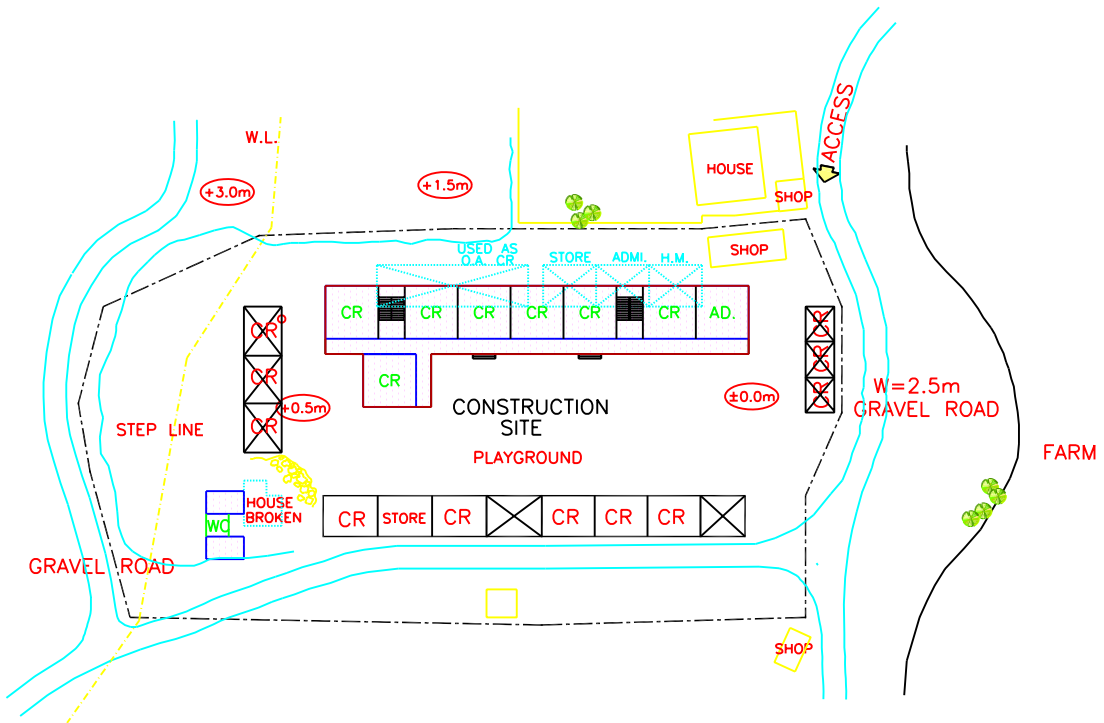 ACCESS
W.L.
+3.0m
+1.5m
HOUSE
SHOP
SHOP
USED AS
O.A. CR
STORE
ADMI.
H.M.
CR
CR
CR
CR
CR
CR
AD.
CR
CR
CR
CR
CR
CR
CR
+0.5m
±0.0m
W=2.5m
GRAVEL ROAD
CONSTRUCTION
SITE
PLAYGROUND
STEP LINE
FARM
HOUSE
BROKEN
WC
CR
STORE
CR
CR
CR
CR
GRAVEL ROAD
SHOP